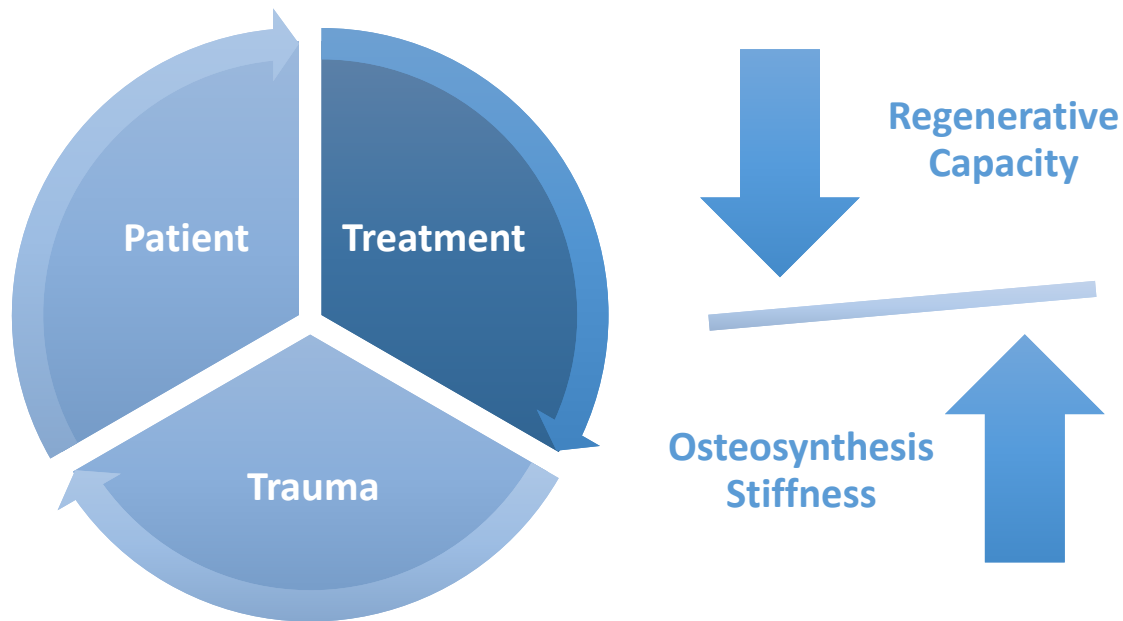 Patient
Treatment
Trauma
Regenerative
Capacity
Osteosynthesis
Stiffness